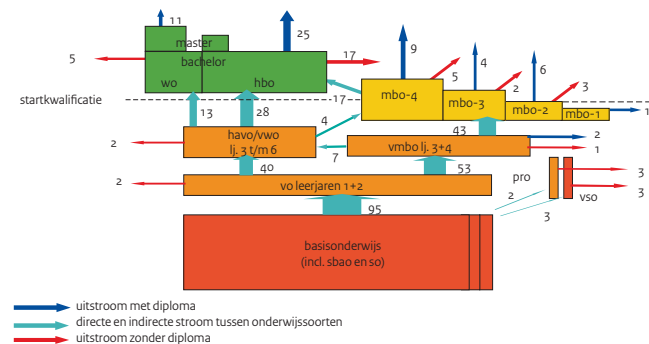 11
25
master
5
bachelor
17
wo
hbo
9
4
5
2
6
3
startkwalificatie
17
mbo-4
mbo-3
mbo-2
mbo-1
1
13
28
4
43
2
havo/vwo
lj. 3 t/m 6
2
7
vmbo lj. 3+4
1
40
53
2
vo leerjaren 1+2
pro
3
vso
3
2
3
95
basisonderwijs
(incl. sbao en so)
uitstroom met diploma
directe en indirecte stroom tussen onderwijssoorten
uitstroom zonder diploma